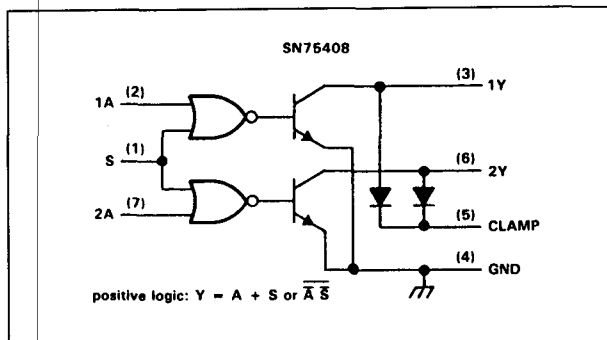 SN75408
(3)
1Y
1A (2)
S (1)
(6)
2Y
2A (7)
(5)
CLAMP
(4)
GND
positive logic: Y = A + S or A̿ S̿